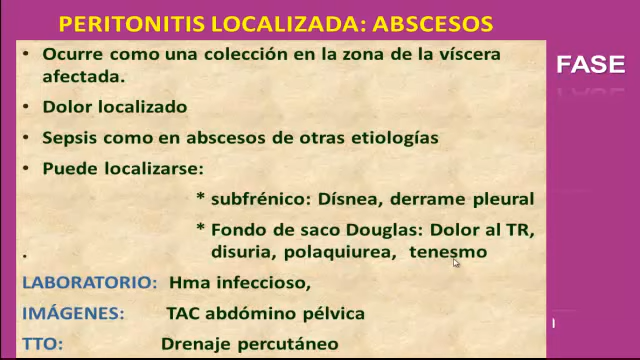 PERITONITIS LOCALIZADA: ABSCESOS
• Ocurre como una colección en la zona de la víscera
afectada.
FASE
• Dolor localizado
• Sepsis como en abscesos de otras etiologías
• Puede localizarse:
* subfrénico: Dísnea, derrame pleural
* Fondo de saco Douglas: Dolor al TR,
. disuria, polaquiurea, tenesmo
LABORATORIO: Hma infeccioso,
IMÁGENES: TAC abdómino pélvica
TTO: Drenaje percutáneo